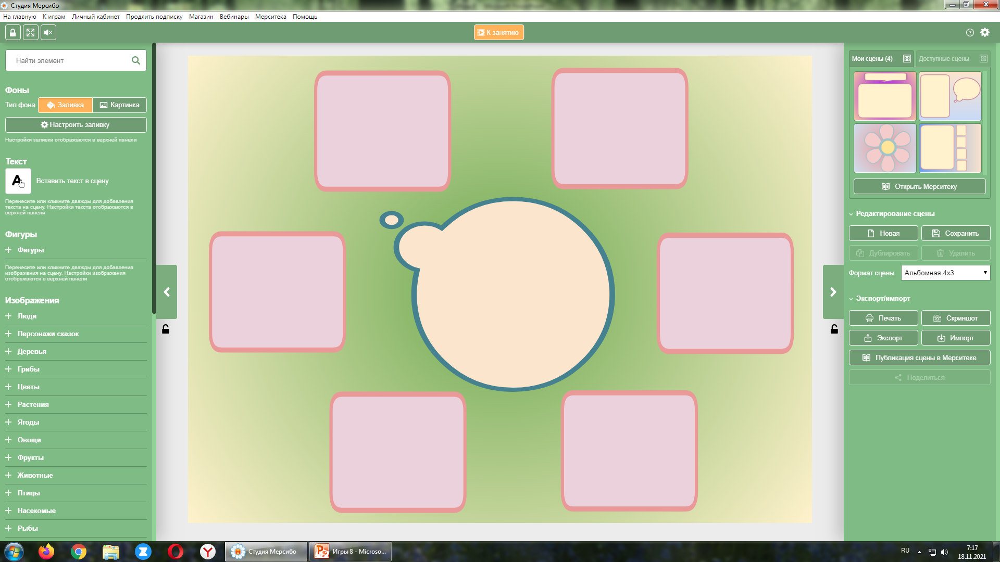 Студия Мерсибо
На главную К играм Личный кабинет Продлить подписку Магазин Вебинары Мерситека Помощь
К занятию
Найти элемент
Фоны
Тип фона Заливка Картинка
Настроить заливку
Настройки заливки отображаются в верхней панели
Текст
A
Вставить текст в сцену
Перенесите или кликните дважды для добавления
текста на сцену. Настройки текста отображаются в
верхней панели
Фигуры
Фигуры
Перенесите или кликните дважды для добавления
изображения на сцену. Настройки изображения
отображаются в верхней панели
Изображения
Люди
Персонажи сказок
Деревья
Грибы
Цветы
Растения
Ягоды
Овощи
Фрукты
Животные
Птицы
Насекомые
Рыбы
Мои сцены (4) Доступные сцены
Открыть Мерситеку
Редактирование сцены
Новая Сохранить
Дублировать Удалить
Формат сцены Альбомная 4х3
Экспорт/импорт
Печать Скриншот
Экспорт Импорт
Публикация сцены в Мерситеке
Поделиться
Студия Мерсибо Игры 8 - Microso... RU 7:17
18.11.2021